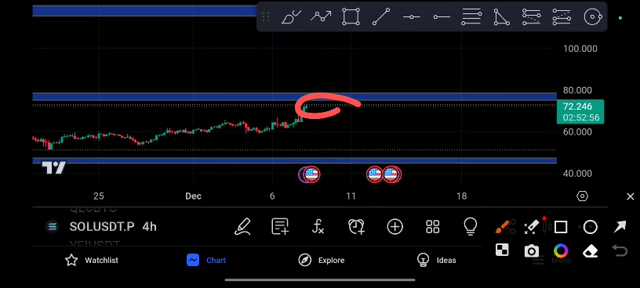 100.000
80.000
72.246
02:52:56
60.000
40.000
25 Dec 6 11 18
SOLUSDT.P 4h
Watchlist Chart Explore Ideas